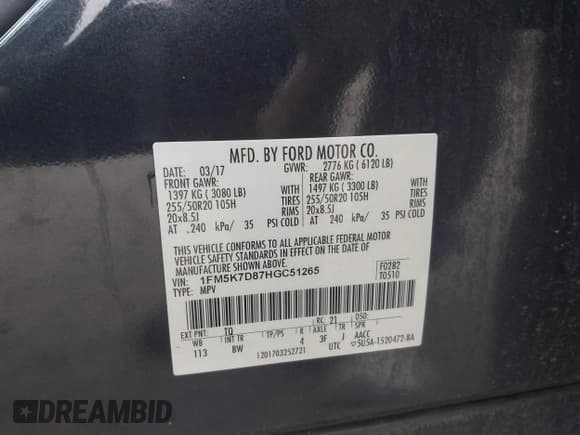 MFD. BY FORD MOTOR CO.
DATE: 03/17 GVWR: 2776 KG ( 6120 LB)
FRONT GAWR: REAR GAWR:
1397 KG ( 3080 LB) WITH 1497 KG ( 3300 LB) WITH
255/50R20 105H TIRES 255/50R20 105H TIRES
20x8.5J RIMS 20x8.5J RIMS
AT 240 kPa/ 35 PSI COLD AT 240 kPa/ 35 PSI COLD
THIS VEHICLE CONFORMS TO ALL APPLICABLE FEDERAL MOTOR
VEHICLE SAFETY AND BUMPER STANDARDS IN EFFECT ON THE DATE OF
MANUFACTURE SHOWN ABOVE.
VIN: 1FM5K7D87HGC51265 F0282
TYPE: MPV T0510
EXT PNT: TQ RC: 21 DSO:
WB INT TR TP/PS R AXLE TR SPR
113 BW 4 3F J AACC
1201703252721 UTC 5U5A-1520472-BA
DREAMBID